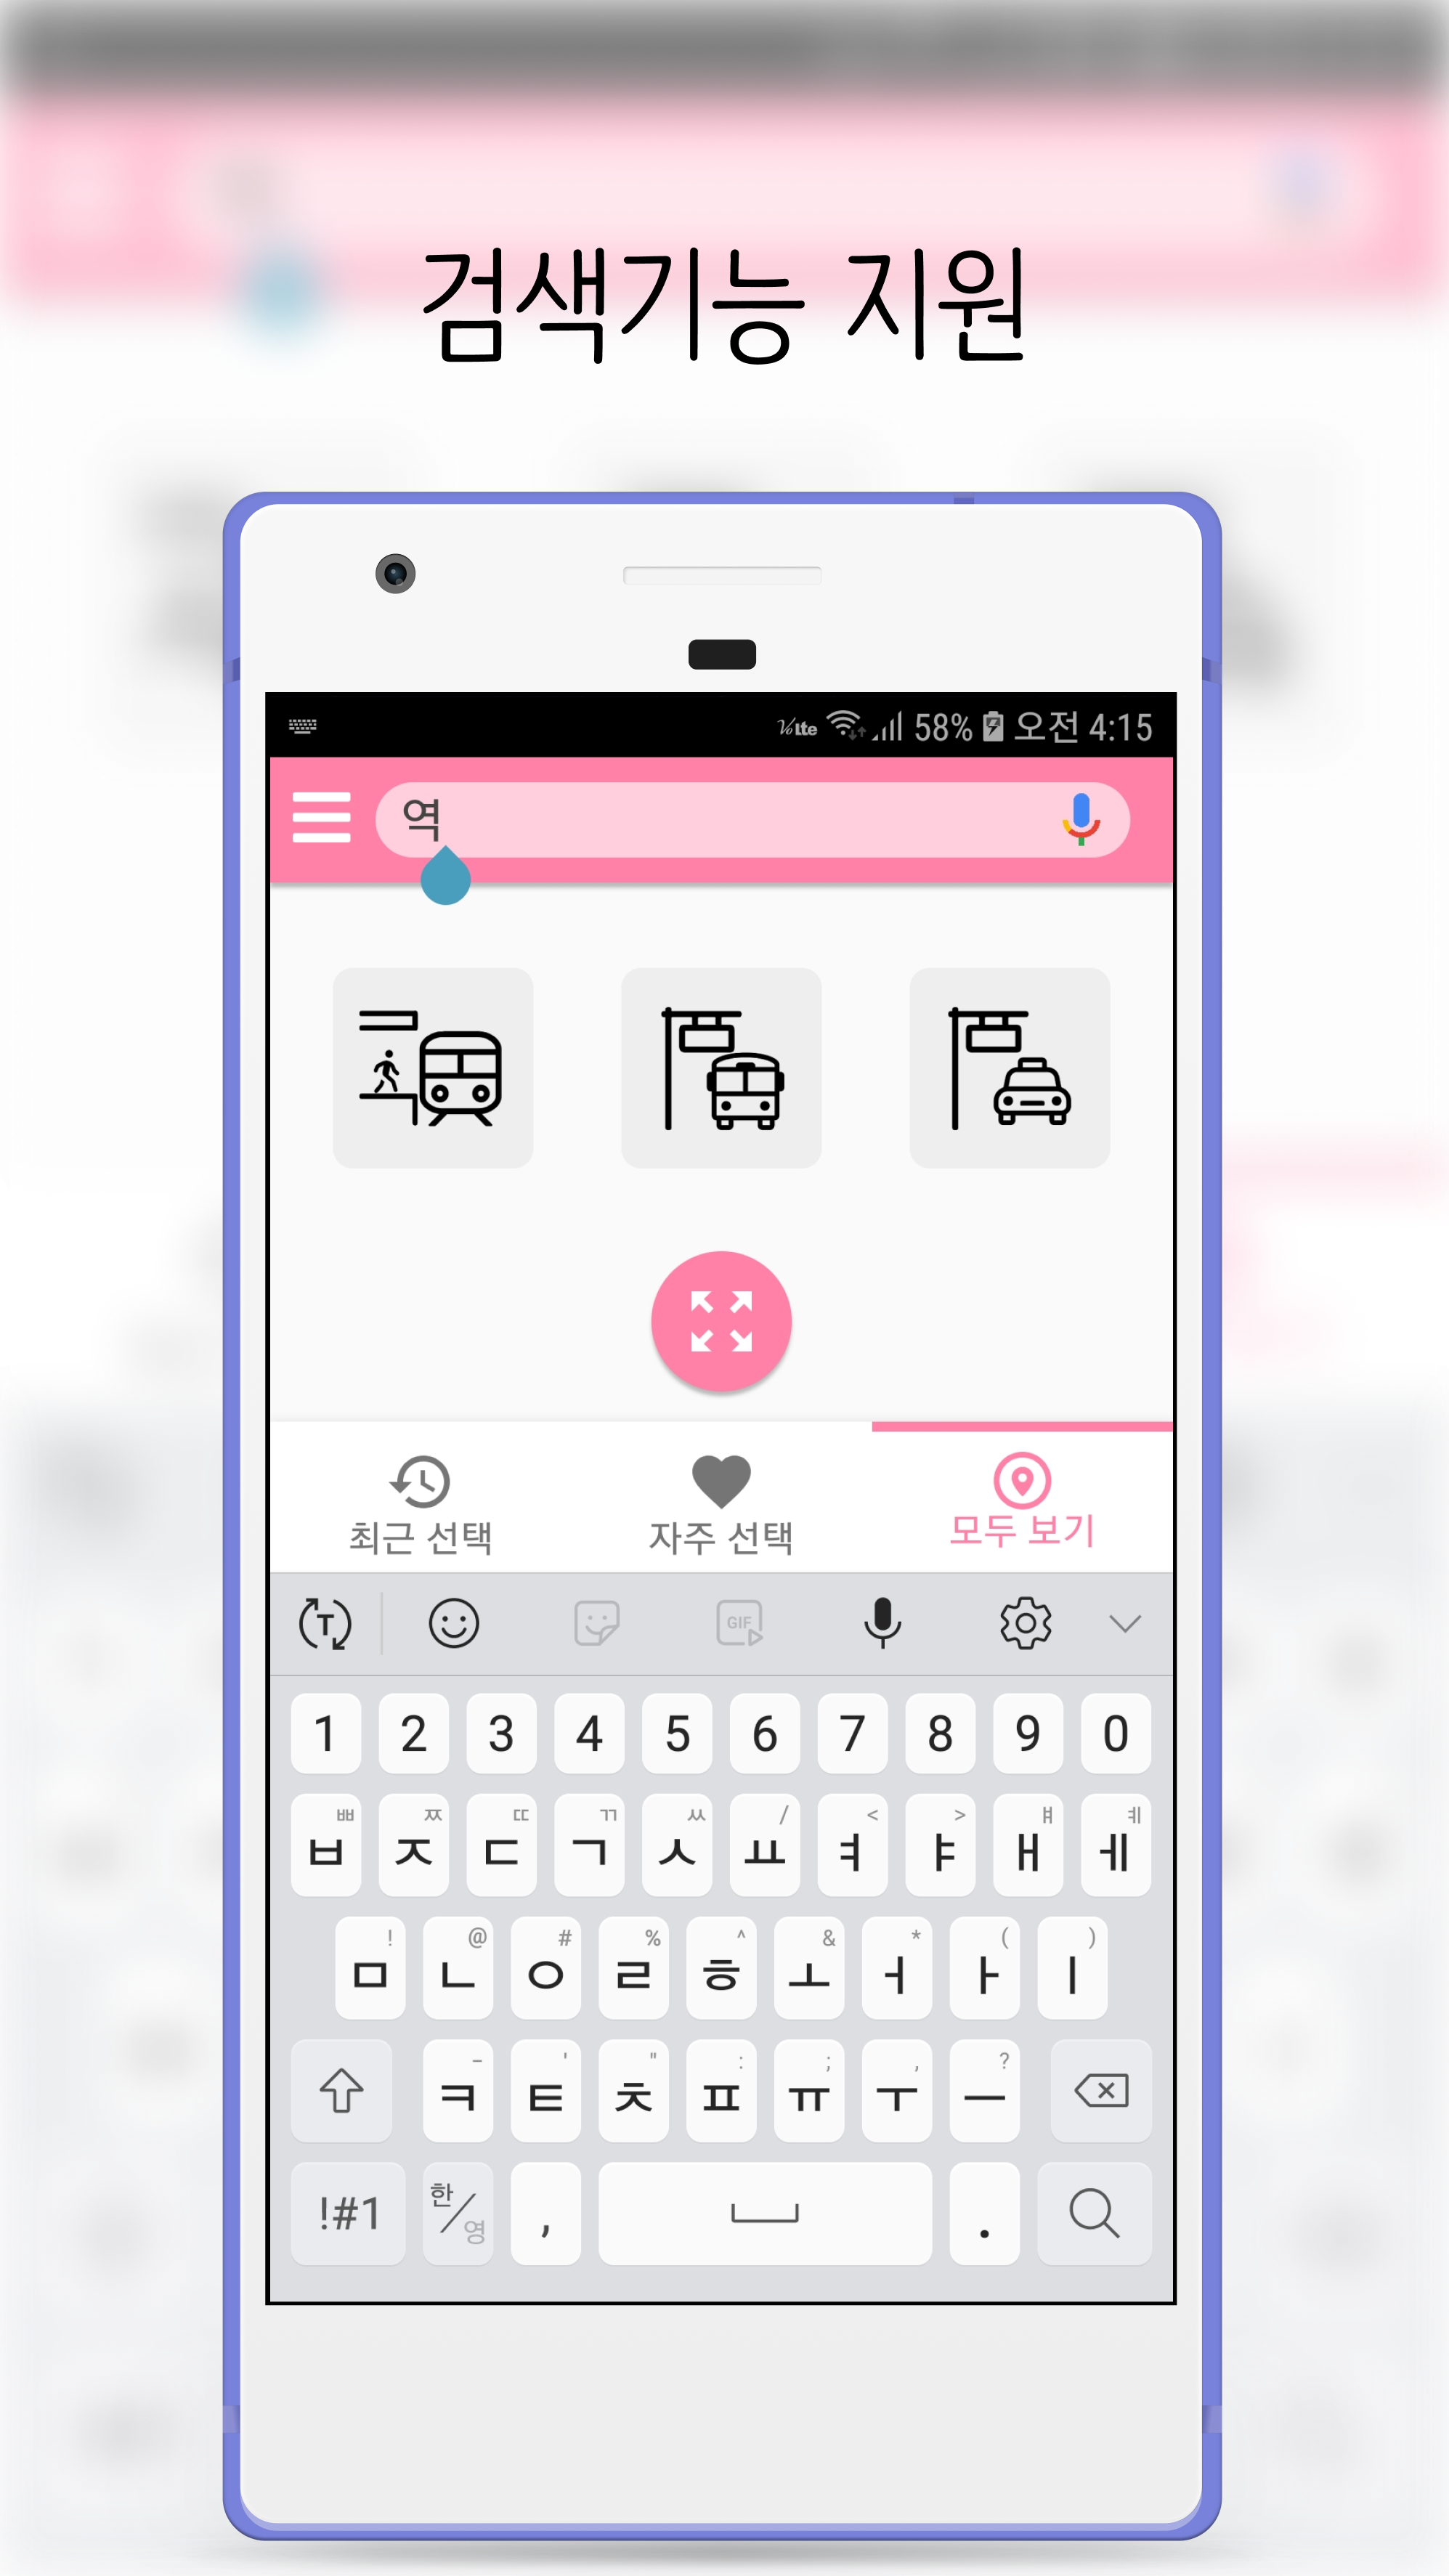 검색기능 지원
VoLte 58% 오전 4:15
역
최근 선택 자주 선택 모두 보기
T GIF
1 2 3 4 5 6 7 8 9 0
ㅃ ㅉ ㄸ ㄲ ㅆ / < > ㅒ ㅖ
ㅂ ㅈ ㄷ ㄱ ㅅ ㅛ ㅕ ㅑ ㅐ ㅔ
! @ # % ^ & * ( )
ㅁ ㄴ ㅇ ㄹ ㅎ ㅗ ㅓ ㅏ ㅣ
- ' " : ; , ?
ㅋ ㅌ ㅊ ㅍ ㅠ ㅜ ㅡ
!#1 한/영 , .